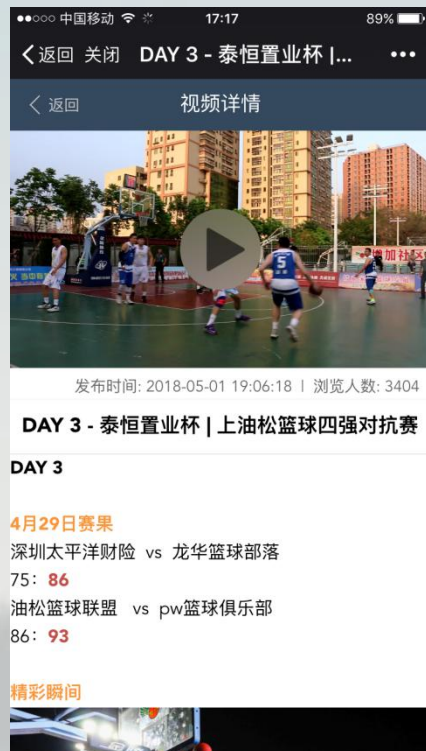 中国移动 17:17 89%
返回 关闭 DAY 3 - 泰恒置业杯 |...
返回 视频详情
5
增加社区
发布时间: 2018-05-01 19:06:18 | 浏览人数: 3404
DAY 3 - 泰恒置业杯 | 上油松篮球四强对抗赛
DAY 3
4月29日赛果
深圳太平洋财险 vs 龙华篮球部落
75: 86
油松篮球联盟 vs pw篮球俱乐部
86: 93
精彩瞬间